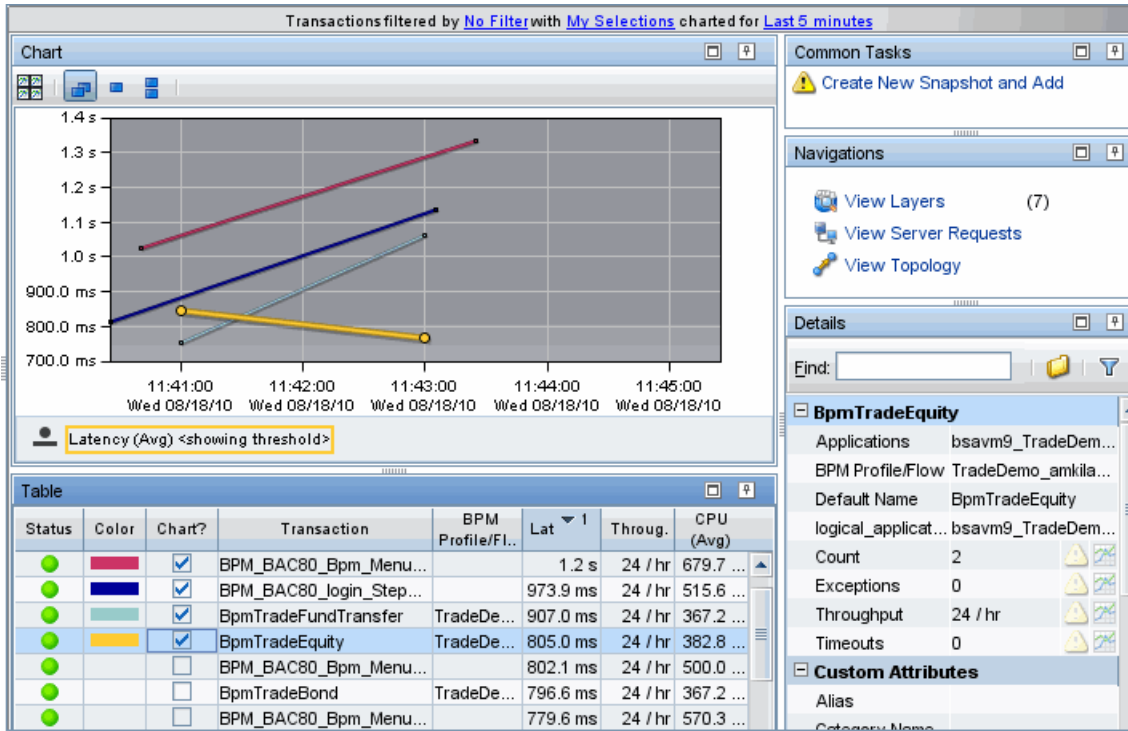 Transactions filtered by No Filter with My Selections charted for Last 5 minutes
Chart
1.4 s
1.3 s
1.2 s
1.1 s
1.0 s
900.0 ms
800.0 ms
700.0 ms
11:41:00 11:42:00 11:43:00 11:44:00 11:45:00
Wed 08/18/10 Wed 08/18/10 Wed 08/18/10 Wed 08/18/10 Wed 08/18/10
Latency (Avg) <showing threshold>
Table
Status Color Chart? Transaction BPM Profile/Fl... Lat 1 Throug. CPU (Avg)
BPM_BAC80_Bpm_Menu... 1.2 s 24 / hr 679.7 ...
BPM_BAC80_login_Step... 973.9 ms 24 / hr 515.6 ...
BpmTradeFundTransfer TradeDe... 907.0 ms 24 / hr 367.2 ...
BpmTradeEquity TradeDe... 805.0 ms 24 / hr 382.8 ...
BPM_BAC80_Bpm_Menu... 802.1 ms 24 / hr 500.0 ...
BpmTradeBond TradeDe... 796.6 ms 24 / hr 367.2 ...
BPM_BAC80_Bpm_Menu... 779.6 ms 24 / hr 570.3 ...
Common Tasks
Create New Snapshot and Add
Navigations
View Layers (7)
View Server Requests
View Topology
Details
Find:
BpmTradeEquity
Applications bsavm9_TradeDem...
BPM Profile/Flow TradeDemo_amkila...
Default Name BpmTradeEquity
logical_applicat... bsavm9_TradeDem...
Count 2
Exceptions 0
Throughput 24 / hr
Timeouts 0
Custom Attributes
Alias
Category Name